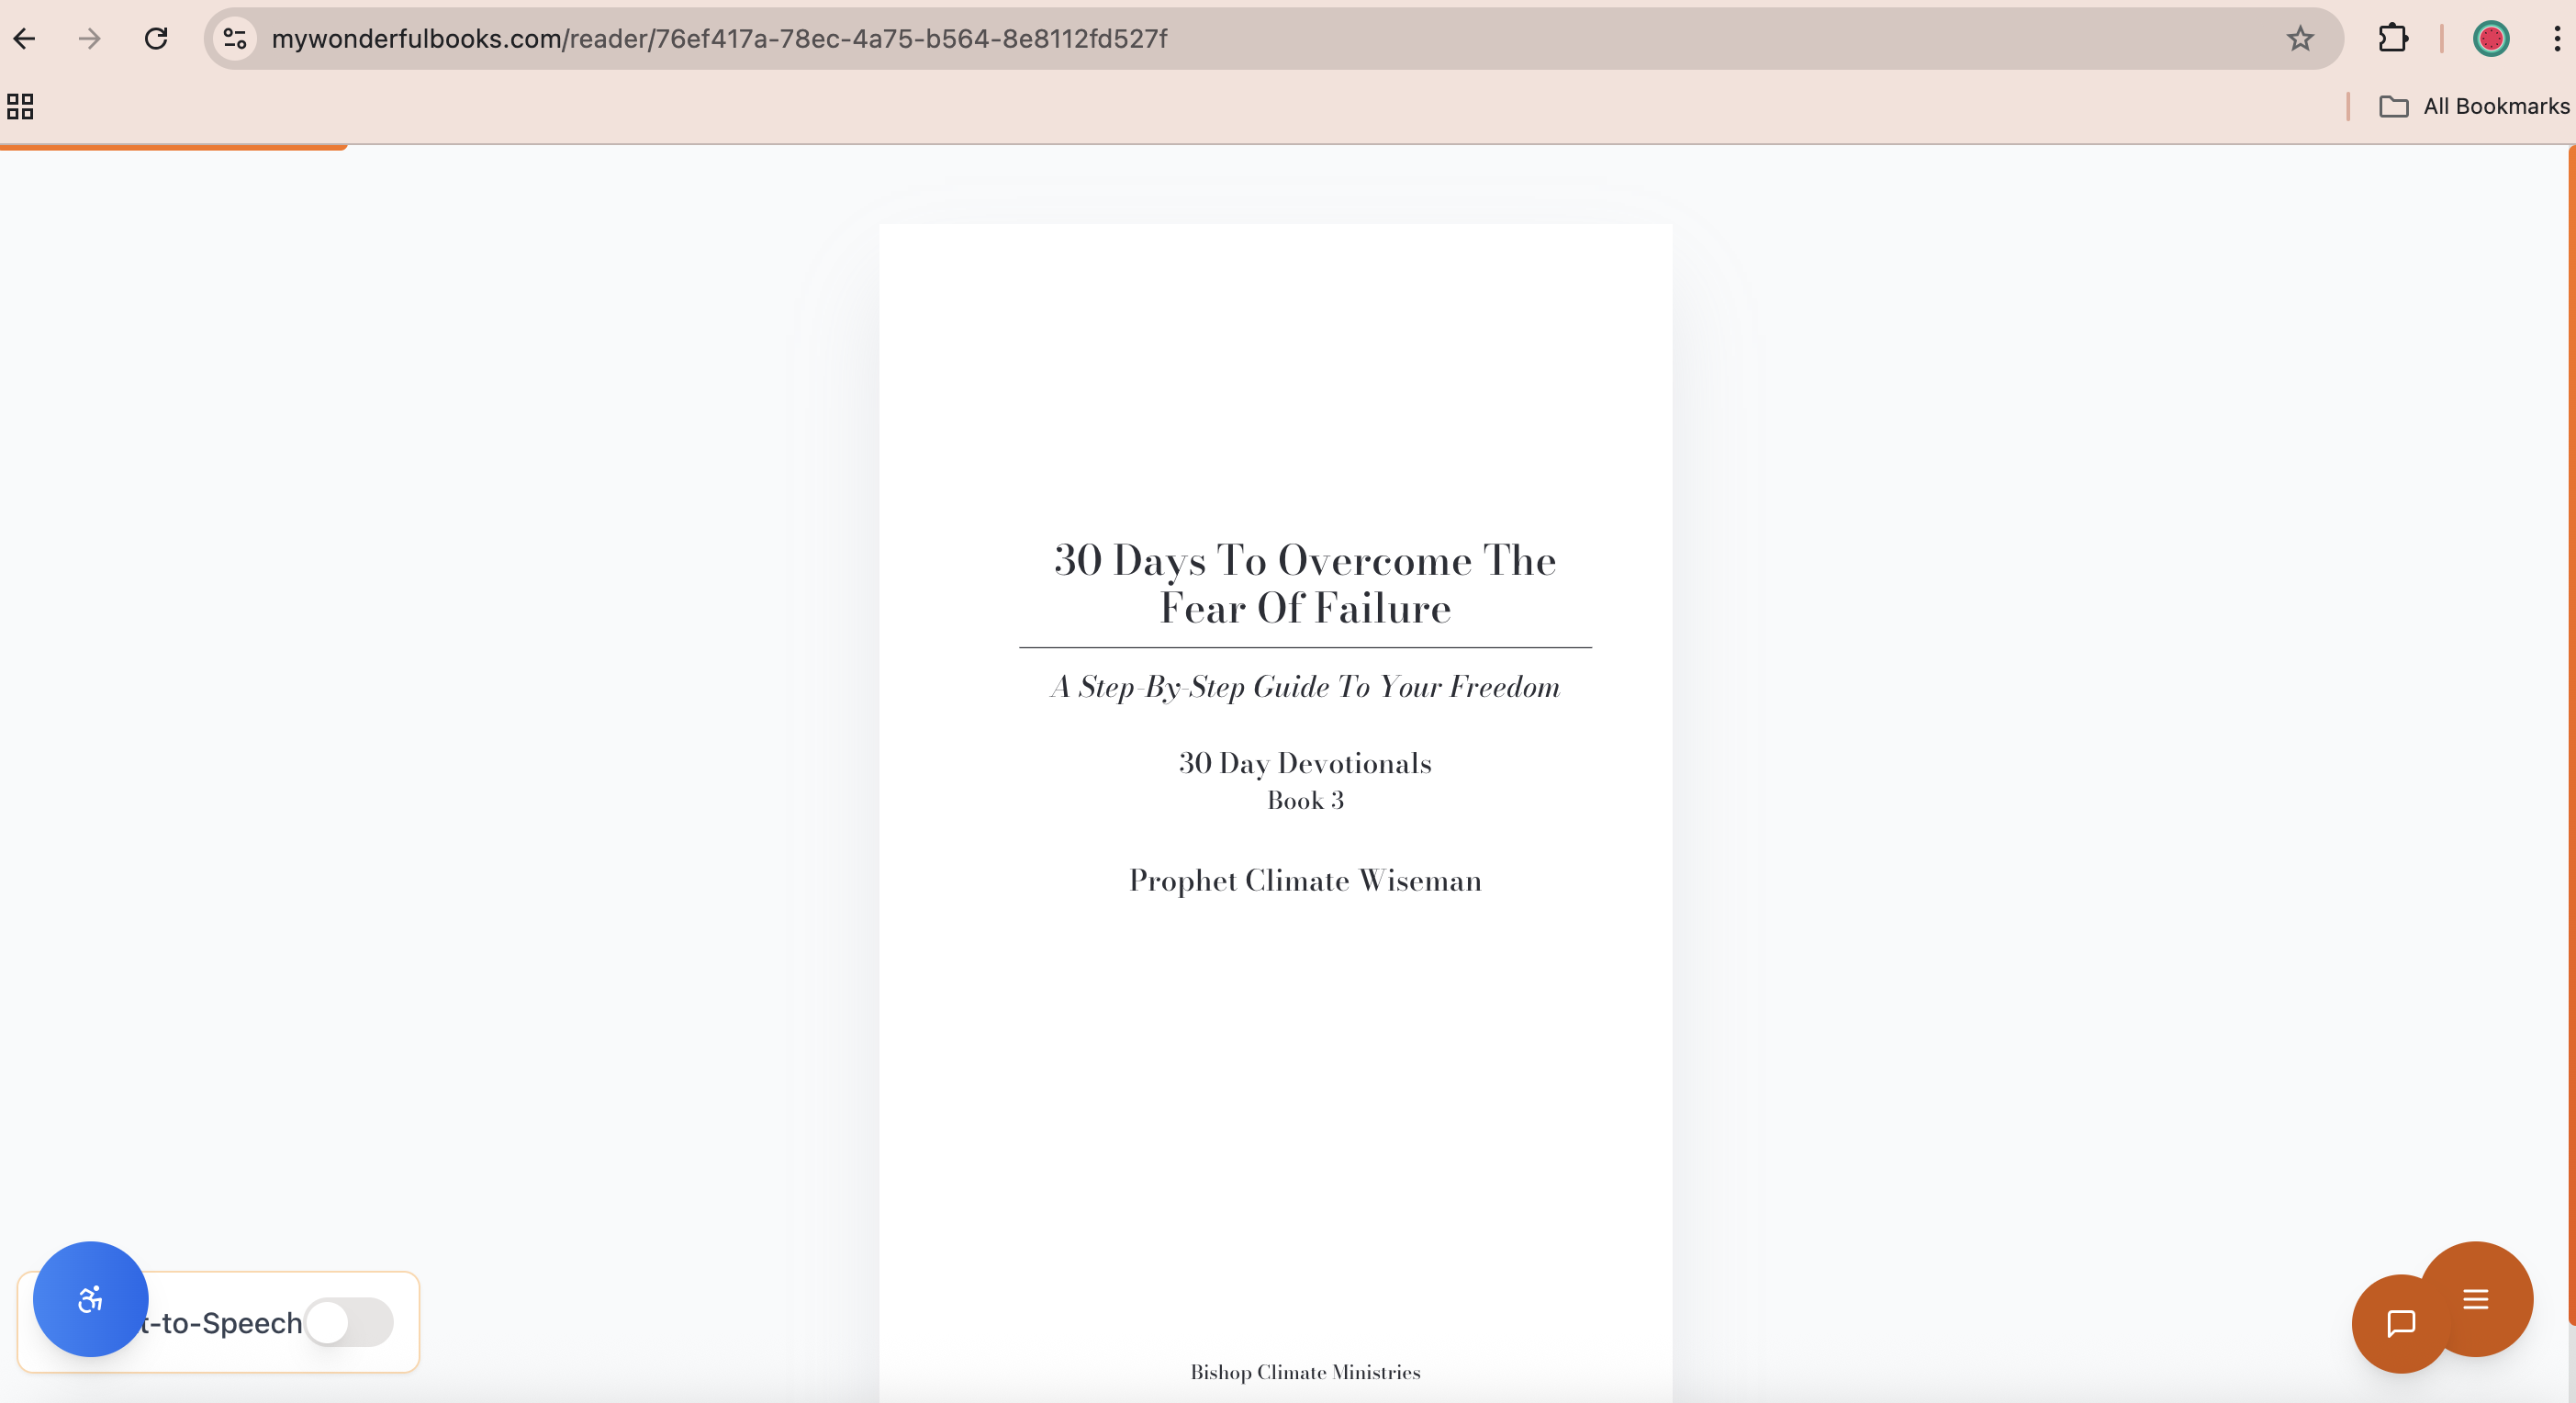 mywonderfulbooks.com/reader/76ef417a-78ec-4a75-b564-8e8112fd527f
All Bookmarks
30 Days To Overcome The
Fear Of Failure
A Step-By-Step Guide To Your Freedom
30 Day Devotionals
Book 3
Prophet Climate Wiseman
t-to-Speech
Bishop Climate Ministries